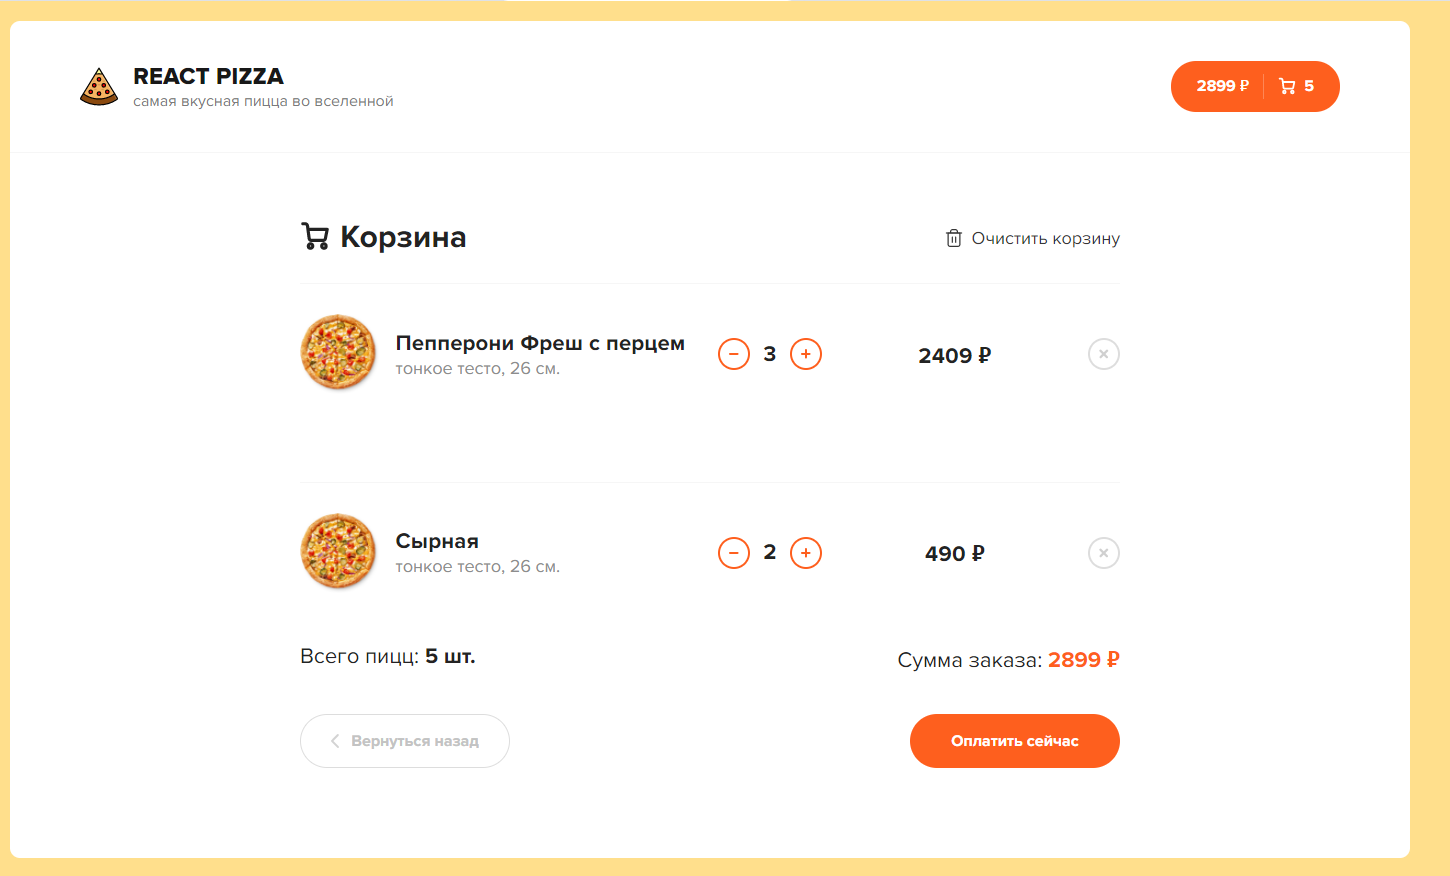 REACT PIZZA
самая вкусная пицца во вселенной
2899 ₽ 5
Корзина
Очистить корзину
Пепперони Фреш с перцем
тонкое тесто, 26 см.
3
2409 ₽
Сырная
тонкое тесто, 26 см.
2
490 ₽
Всего пицц: 5 шт.
Сумма заказа: 2899 ₽
Вернуться назад
Оплатить сейчас